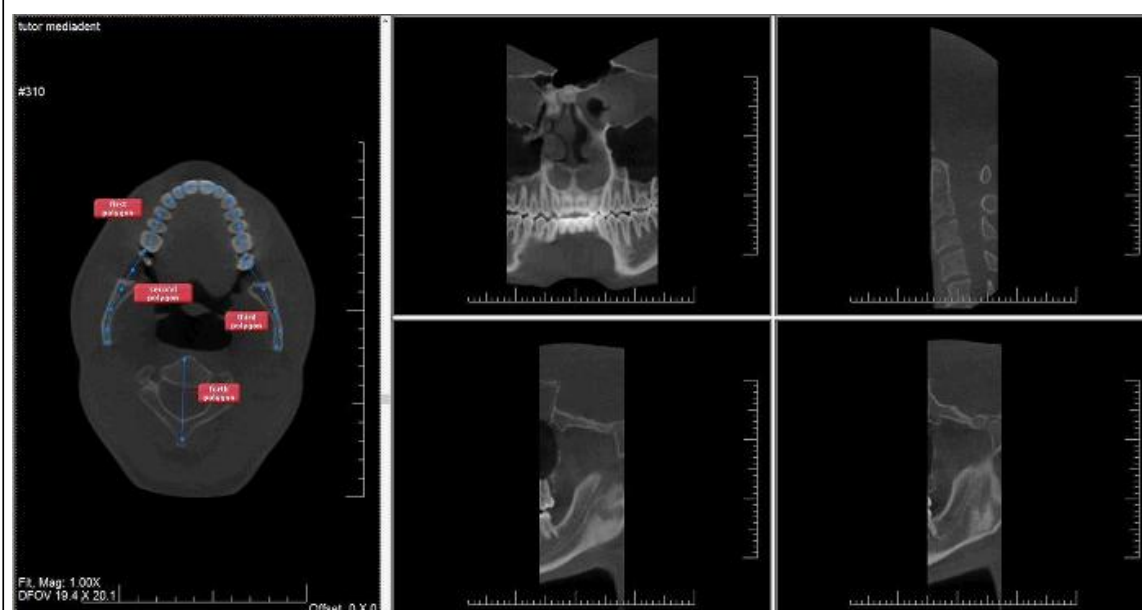 tutor mediadent
#310
first
polygon
second
polygon
third
polygon
forth
polygon
Fit, Mag: 1.00X
DFOV 19.4 X 20.1
Offset 0 X 0